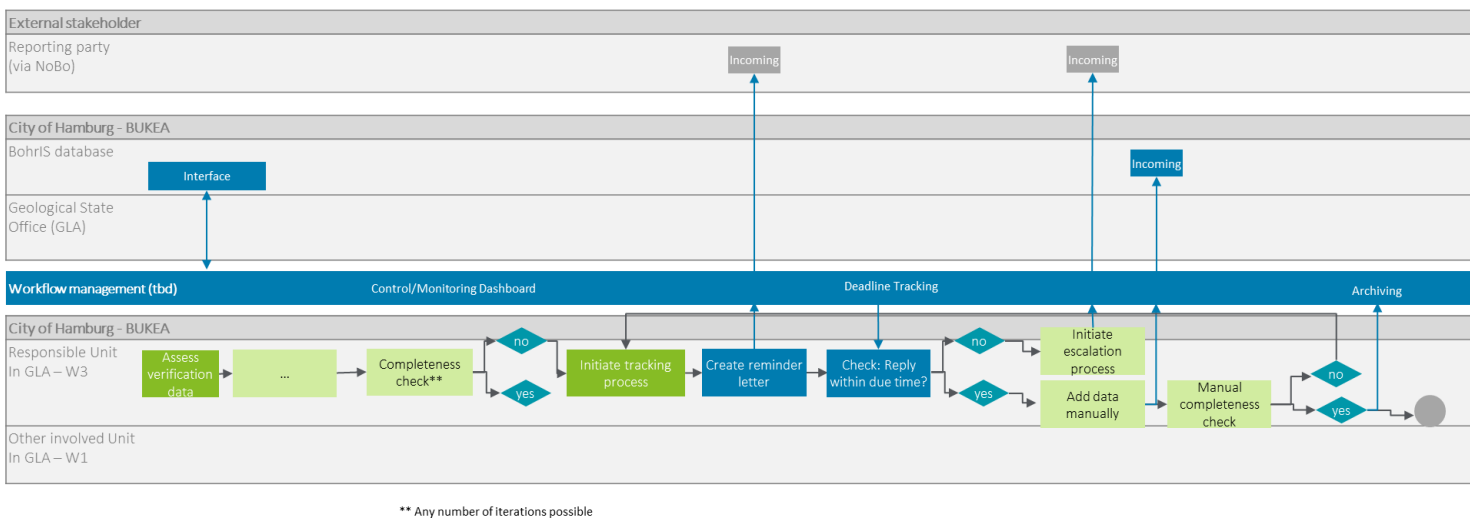 External stakeholder
Reporting party
(via NoBo)
Incoming
Incoming
City of Hamburg - BUKEA
BohrIS database
Interface
Incoming
Geological State
Office (GLA)
Workflow management (tbd)
Control/Monitoring Dashboard
Deadline Tracking
Archiving
City of Hamburg - BUKEA
Responsible Unit
In GLA – W3
Assess
verification
data
...
Completeness
check**
no
yes
Initiate tracking
process
Create reminder
letter
Check: Reply
within due time?
no
yes
Initiate
escalation
process
Add data
manually
Manual
completeness
check
no
yes
Other involved Unit
In GLA – W1
** Any number of iterations possible